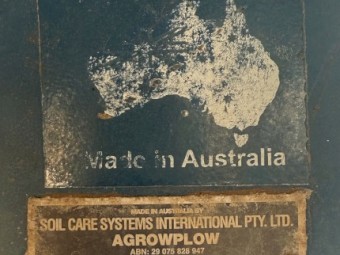 Made in Australia
MADE IN AUSTRALIA BY
SOIL CARE SYSTEMS INTERNATIONAL PTY. LTD.
AGROWPLOW
ABN: 29 075 828 947